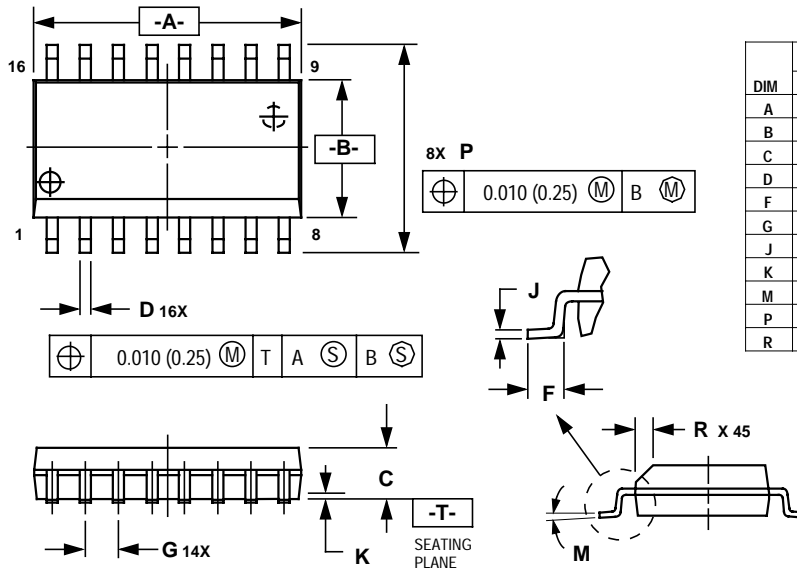 -A-
16
9
-B-
1
8
D 16X
0.010 (0.25) Ⓜ T A Ⓢ B Ⓢ
8X P
0.010 (0.25) Ⓜ B Ⓜ
J
F
R X 45
M
C
-T-
SEATING
PLANE
K
G 14X
DIM
A
B
C
D
F
G
J
K
M
P
R